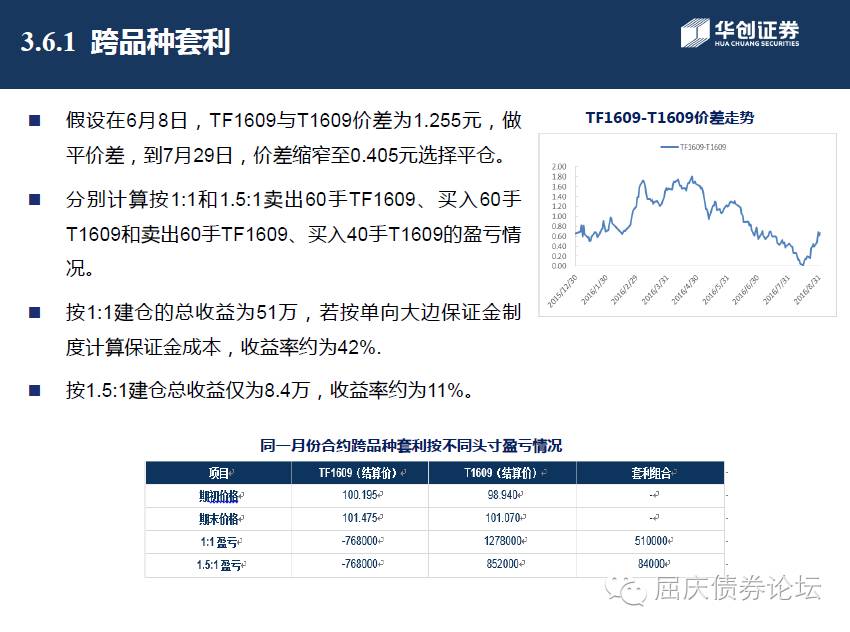 3.6.1 跨品种套利
华创证券
HUA CHUANG SECURITIES
■ 假设在6月8日，TF1609与T1609价差为1.255元，做
平价差，到7月29日，价差缩窄至0.405元选择平仓。
■ 分别计算按1:1和1.5:1卖出60手TF1609、买入60手
T1609和卖出60手TF1609、买入40手T1609的盈亏情
况。
■ 按1:1建仓的总收益为51万，若按单向大边保证金制
度计算保证金成本，收益率约为42%.
■ 按1.5:1建仓总收益仅为8.4万，收益率约为11%。
TF1609-T1609价差走势
TF1609-T1609
2.00
1.80
1.60
1.40
1.20
1.00
0.80
0.60
0.40
0.20
0.00
2015/12/30 2016/1/30 2016/2/29 2016/3/31 2016/4/30 2016/5/31 2016/6/30 2016/7/31 2016/8/31
同一月份合约跨品种套利按不同头寸盈亏情况
项目 TF1609（结算价） T1609（结算价） 套利组合
期初价格 100.195 98.940 -
期末价格 101.475 101.070 -
1:1 盈亏 -768000 1278000 510000
1.5:1 盈亏 -768000 852000 84000
屈庆债券论坛